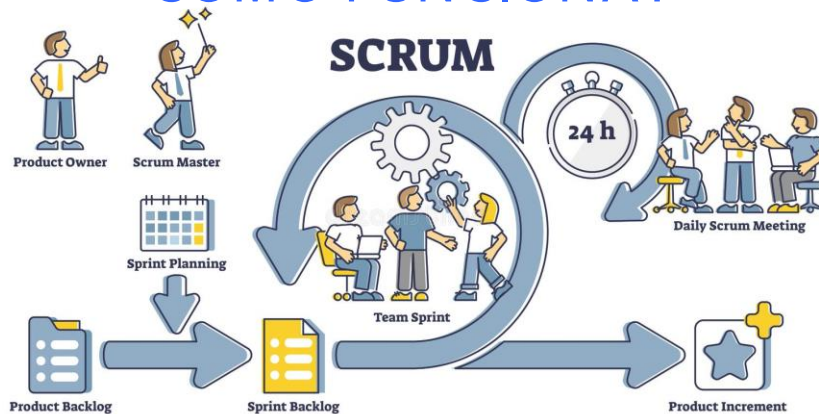 SCRUM
24 h
Product Owner
Scrum Master
Daily Scrum Meeting
Sprint Planning
Team Sprint
Product Backlog
Sprint Backlog
Product Increment